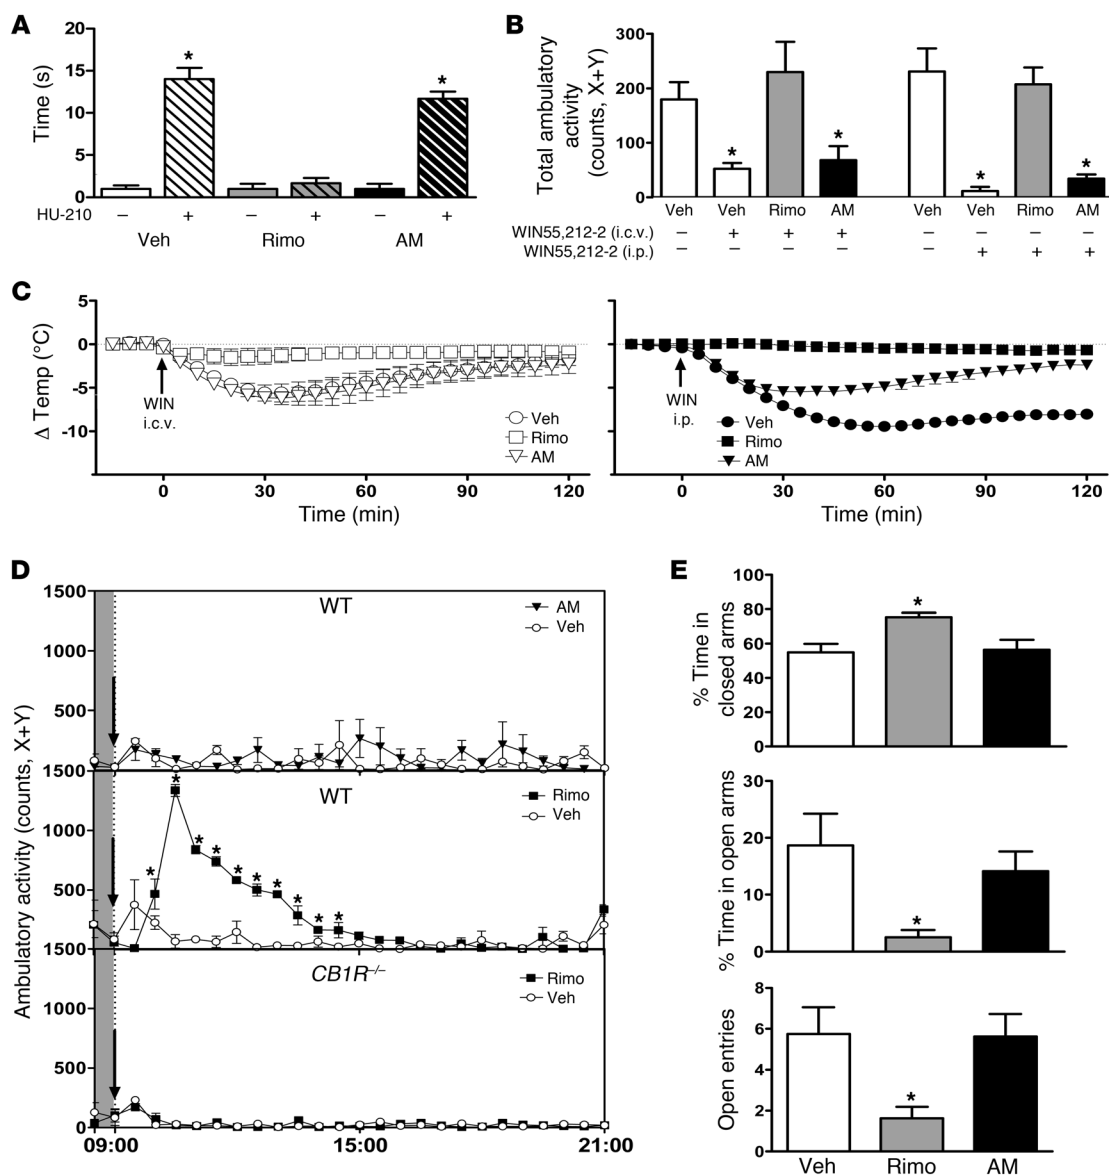 A
20
15
10
5
0
Time (s)
*
*
HU-210
− + − + − +
Veh Rimo AM
B
300
200
100
0
Total ambulatory
activity
(counts, X+Y)
* * * *
Veh Veh Rimo AM Veh Veh Rimo AM
WIN55,212-2 (i.c.v.) − + + + − − − −
WIN55,212-2 (i.p.) − − − − − + + +
C
5
0
-5
-10
Δ Temp (°C)
WIN
i.c.v.
Veh
Rimo
AM
0 30 60 90 120
Time (min)
WIN
i.p.
Veh
Rimo
AM
0 30 60 90 120
Time (min)
D
Ambulatory activity (counts, X+Y)
1500
1000
500
WT
AM
Veh
1500
1000
500
WT
Rimo
Veh
* * * * * * * * * *
1500
1000
500
0
CB1R–/–
Rimo
Veh
09:00 15:00 21:00
E
100
80
60
40
20
0
% Time in
closed arms
*
30
20
10
0
% Time in open arms
*
8
6
4
2
0
Open entries
*
Veh Rimo AM